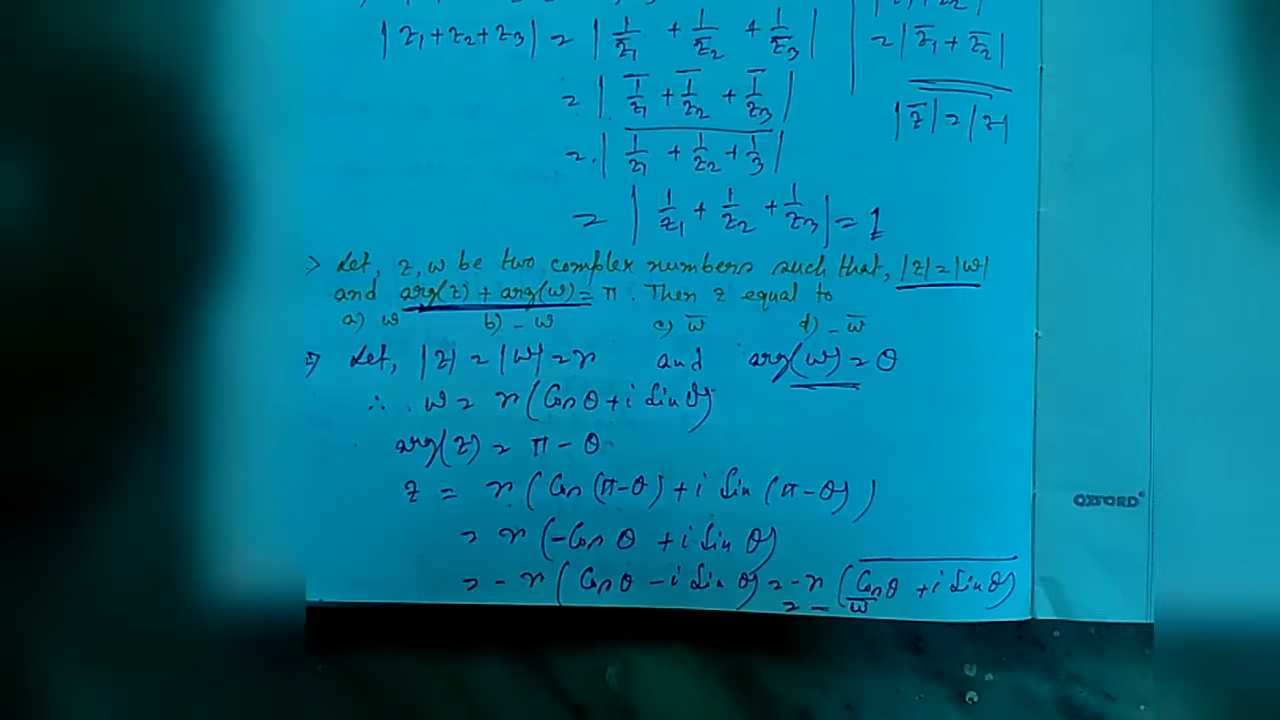 |z₁+z₂+z₃| = |1/z̄₁ + 1/z̄₂ + 1/z̄₃|
= |z̄₁ + z̄₂|
= |1̄/z₁ + 1̄/z₂ + 1̄/z₃|
|z̄| = |z|
= |1/z₁ + 1/z₂ + 1/3|
= |1/z₁ + 1/z₂ + 1/z₃| = 1
> Let, z, w be two complex numbers such that, |z| = |w|
and arg(z) + arg(w) = π. Then z equal to
a) w b) - w c) w̄ d) - w̄
⇒ Let, |z| = |w| = r and arg(w) = θ
∴ w = r(Cos θ + i Sin θ)
arg(z) = π - θ
z = r(Cos (π-θ) + i Sin (π-θ))
= r(-Cos θ + i Sin θ)
= - r(Cos θ - i Sin θ) = - r(Cos θ + i Sin θ)
= - w̄
OXFORD